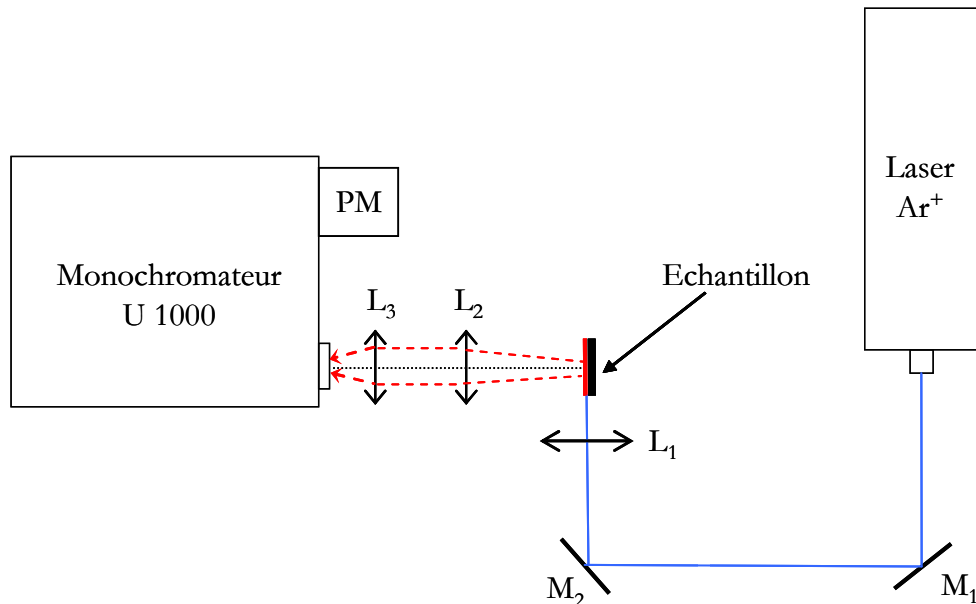 Laser
Ar⁺
PM
Monochromateur
U 1000
Echantillon
L₃
L₂
L₁
M₂
M₁